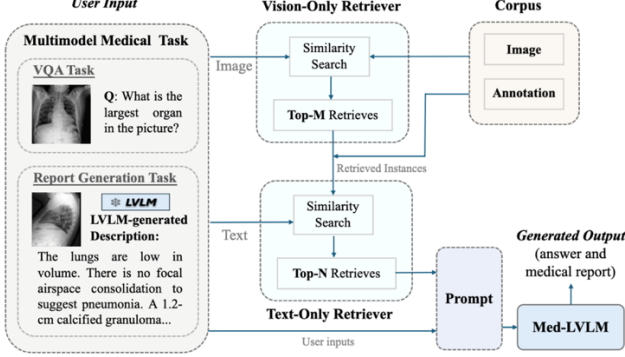 User Input
Multimodel Medical Task
VQA Task
Q: What is the
largest organ
in the picture?
Report Generation Task
LVLM
LVLM-generated
Description:
The lungs are low in
volume. There is no focal
airspace consolidation to
suggest pneumonia. A 1.2-
cm calcified granuloma...
Image
Text
Vision-Only Retriever
Similarity
Search
Top-M Retrieves
Retrieved Instances
Similarity
Search
Top-N Retrieves
Text-Only Retriever
User inputs
Corpus
Image
Annotation
Prompt
Generated Output
(answer and
medical report)
Med-LVLM